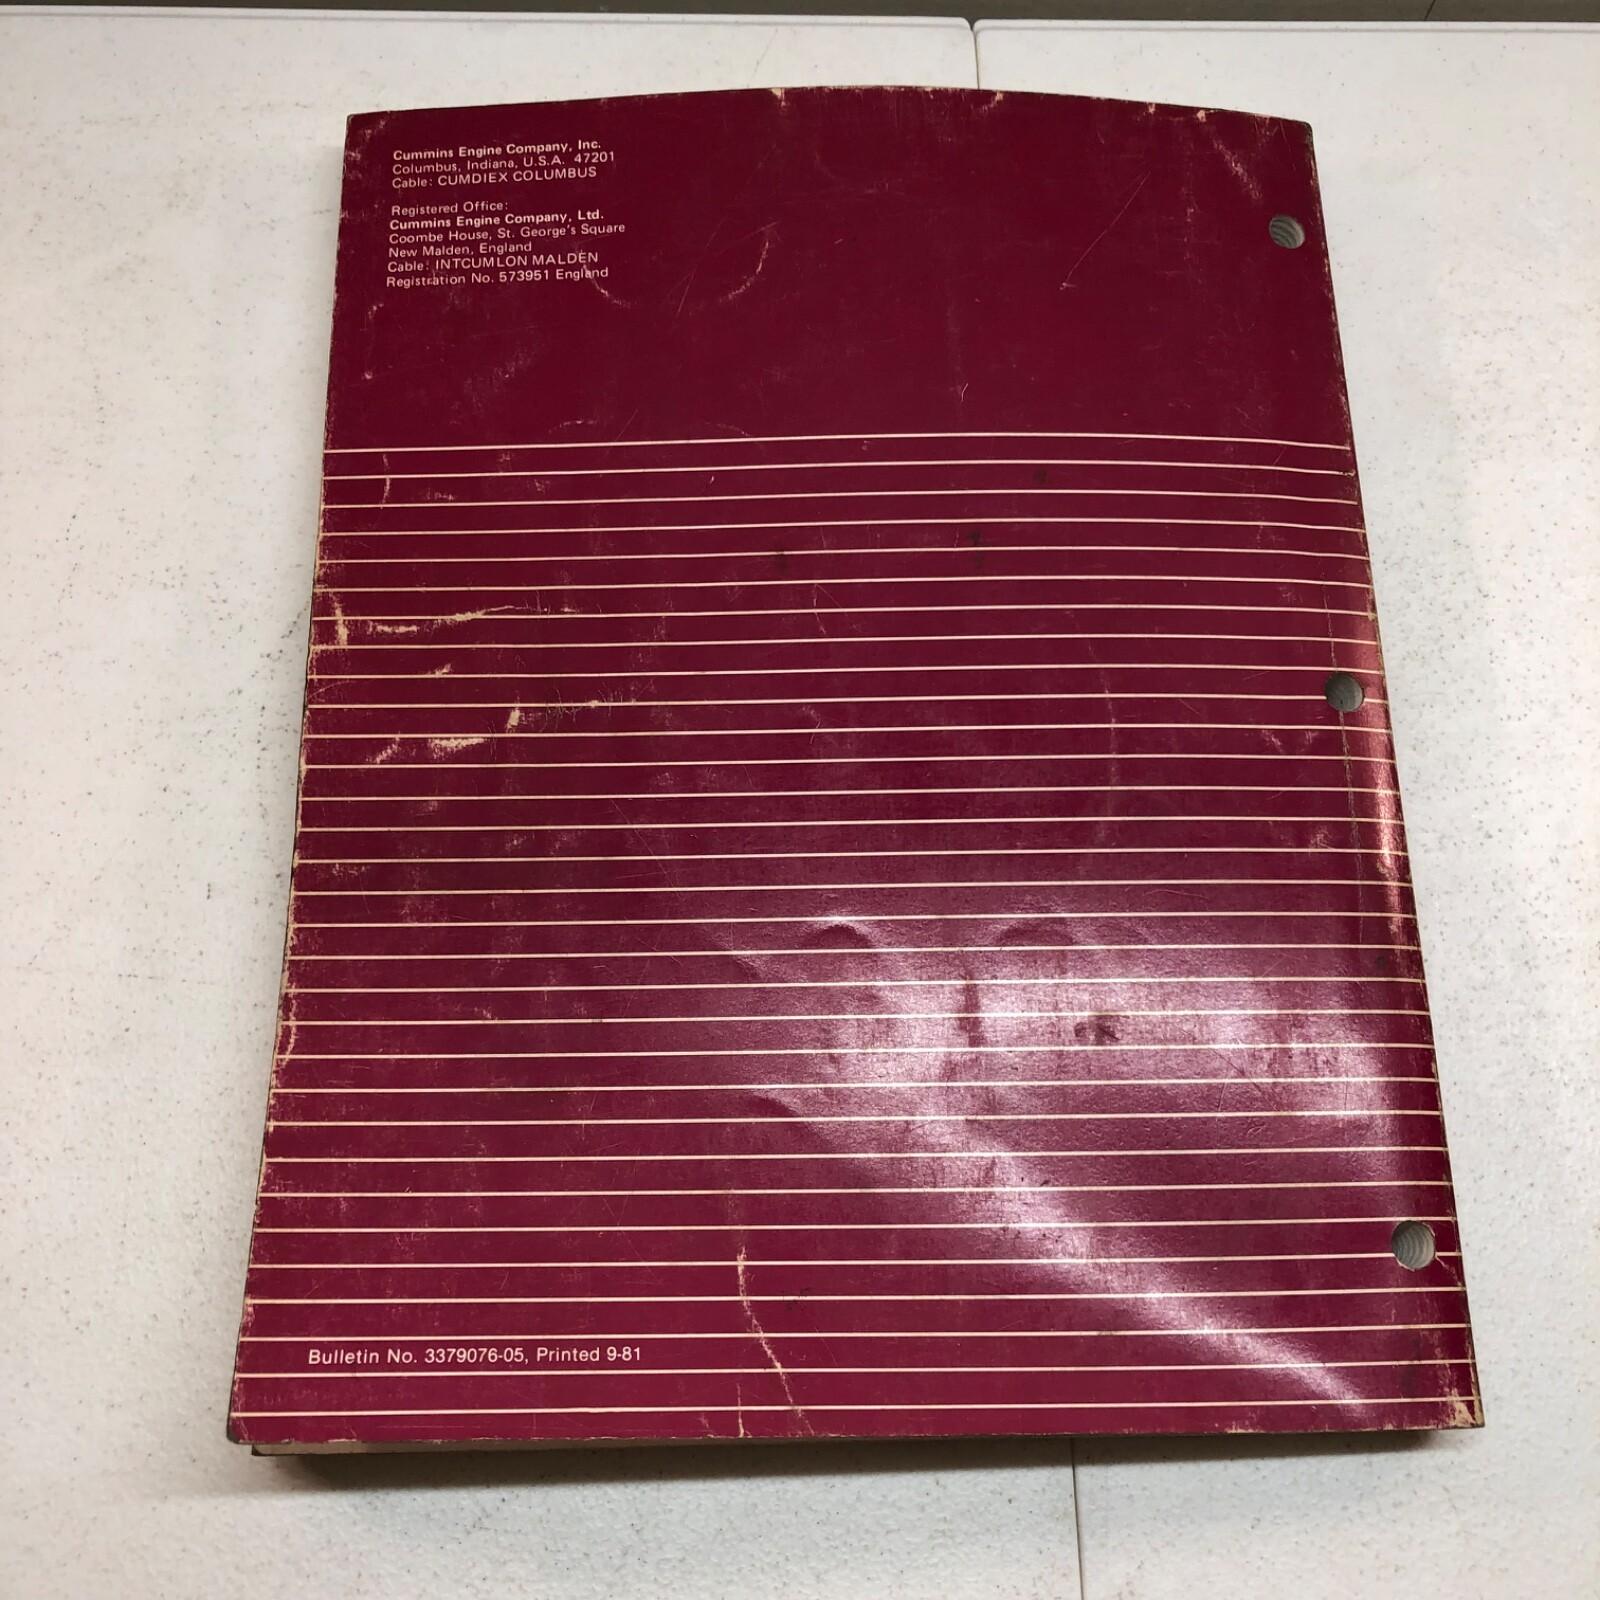 Cummins Engine Company, Inc.
Columbus, Indiana, U.S.A. 47201
Cable: CUMDIEX COLUMBUS
Registered Office:
Cummins Engine Company, Ltd.
Coombe House, St. George's Square
New Malden, England
Cable: INTCUMLON MALDEN
Registration No. 573951 England
Bulletin No. 3379076-05, Printed 9-81